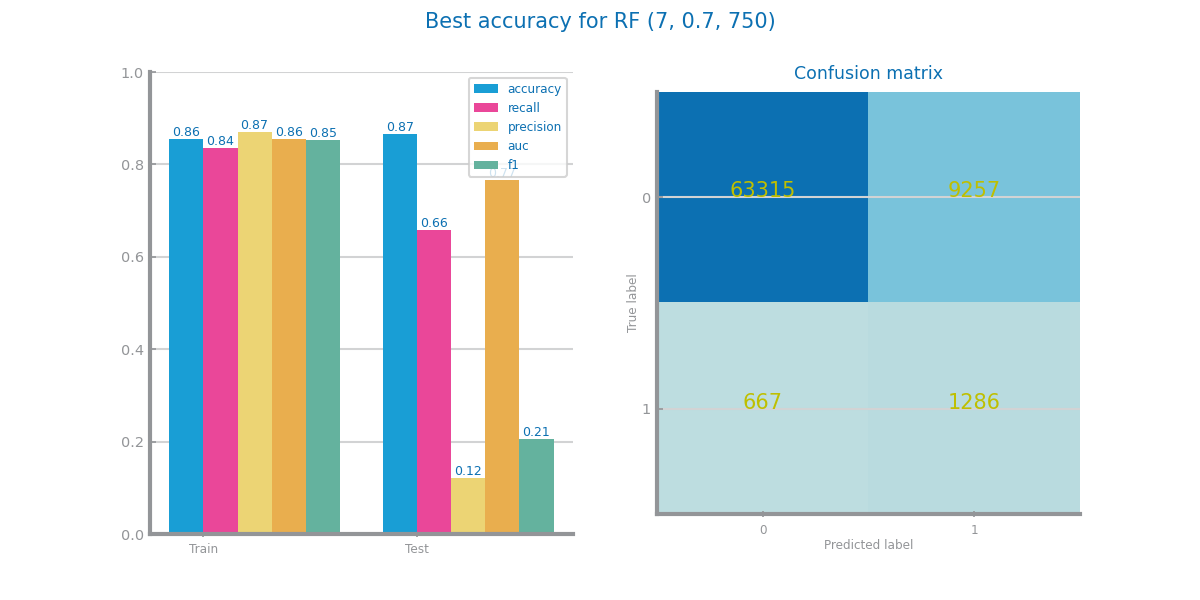 Best accuracy for RF (7, 0.7, 750)
1.0
0.8
0.6
0.4
0.2
0.0
0.86
0.84
0.87
0.86
0.85
0.87
0.66
0.12
0.77
0.21
accuracy
recall
precision
auc
f1
Train
Test
Confusion matrix
True label
0
1
63315
9257
667
1286
0
1
Predicted label